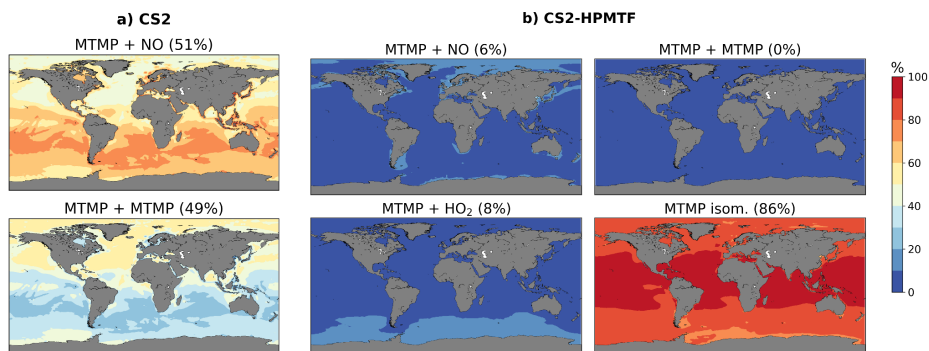 a) CS2
b) CS2-HPMTF
MTMP + NO (51%)
MTMP + NO (6%)
MTMP + MTMP (0%)
MTMP + MTMP (49%)
MTMP + HO₂ (8%)
MTMP isom. (86%)
%
100
80
60
40
20
0